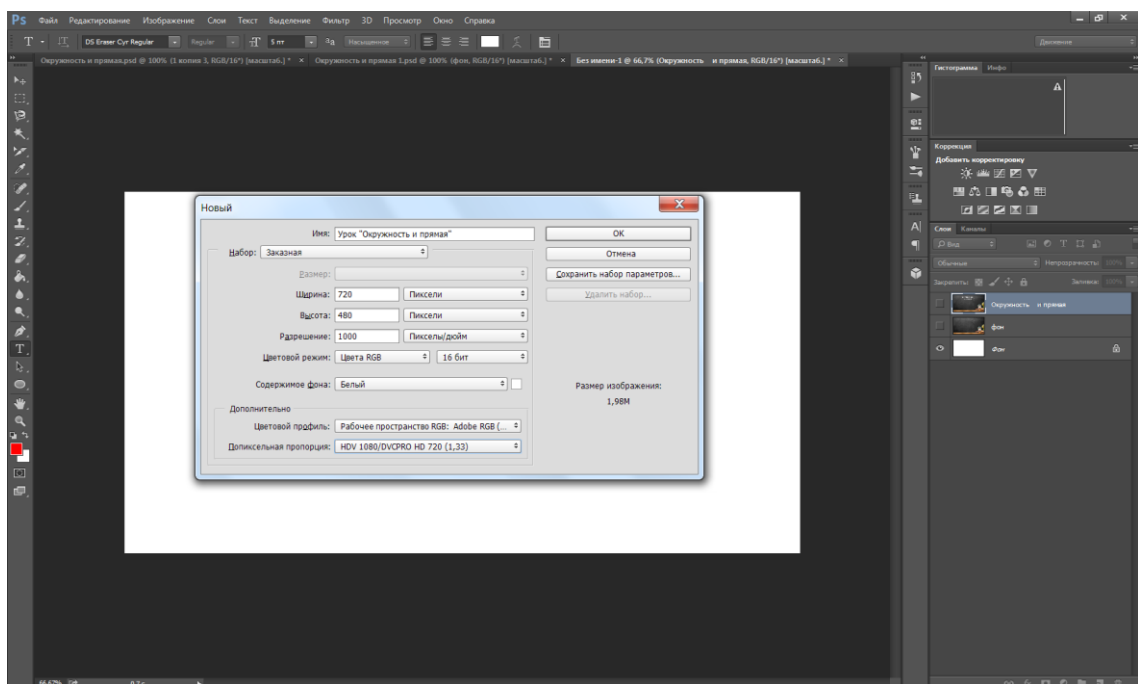 Ps Файл Редактирование Изображение Слои Текст Выделение Фильтр 3D Просмотр Окно Справка
T DS Eraser Cyr Regular Regular 5 пт aa Насыщенное Движение
Окружность и прямая.psd @ 100% (1 копия 3, RGB/16*) [масштаб.] * × Окружность и прямая 1.psd @ 100% (фон, RGB/16*) [масштаб.] * × Без имени-1 @ 66,7% (Окружность и прямая, RGB/16*) [масштаб.] * ×
Гистограмма Инфо
Коррекция
Добавить корректировку
Слои Каналы
Вид
Обычные Непрозрачность: 100%
Закрепить: Заливка: 100%
Окружность и прямая
фон
Фон
Новый
Имя: Урок "Окружность и прямая" OK
Набор: Заказная Отмена
Размер: Сохранить набор параметров...
Ширина: 720 Пиксели Удалить набор...
Высота: 480 Пиксели
Разрешение: 1000 Пикселы/дюйм
Цветовой режим: Цвета RGB 16 бит
Содержимое фона: Белый Размер изображения:
1,98M
Дополнительно
Цветовой профиль: Рабочее пространство RGB: Adobe RGB (...
Попиксельная пропорция: HDV 1080/DVCPRO HD 720 (1,33)
66,67%